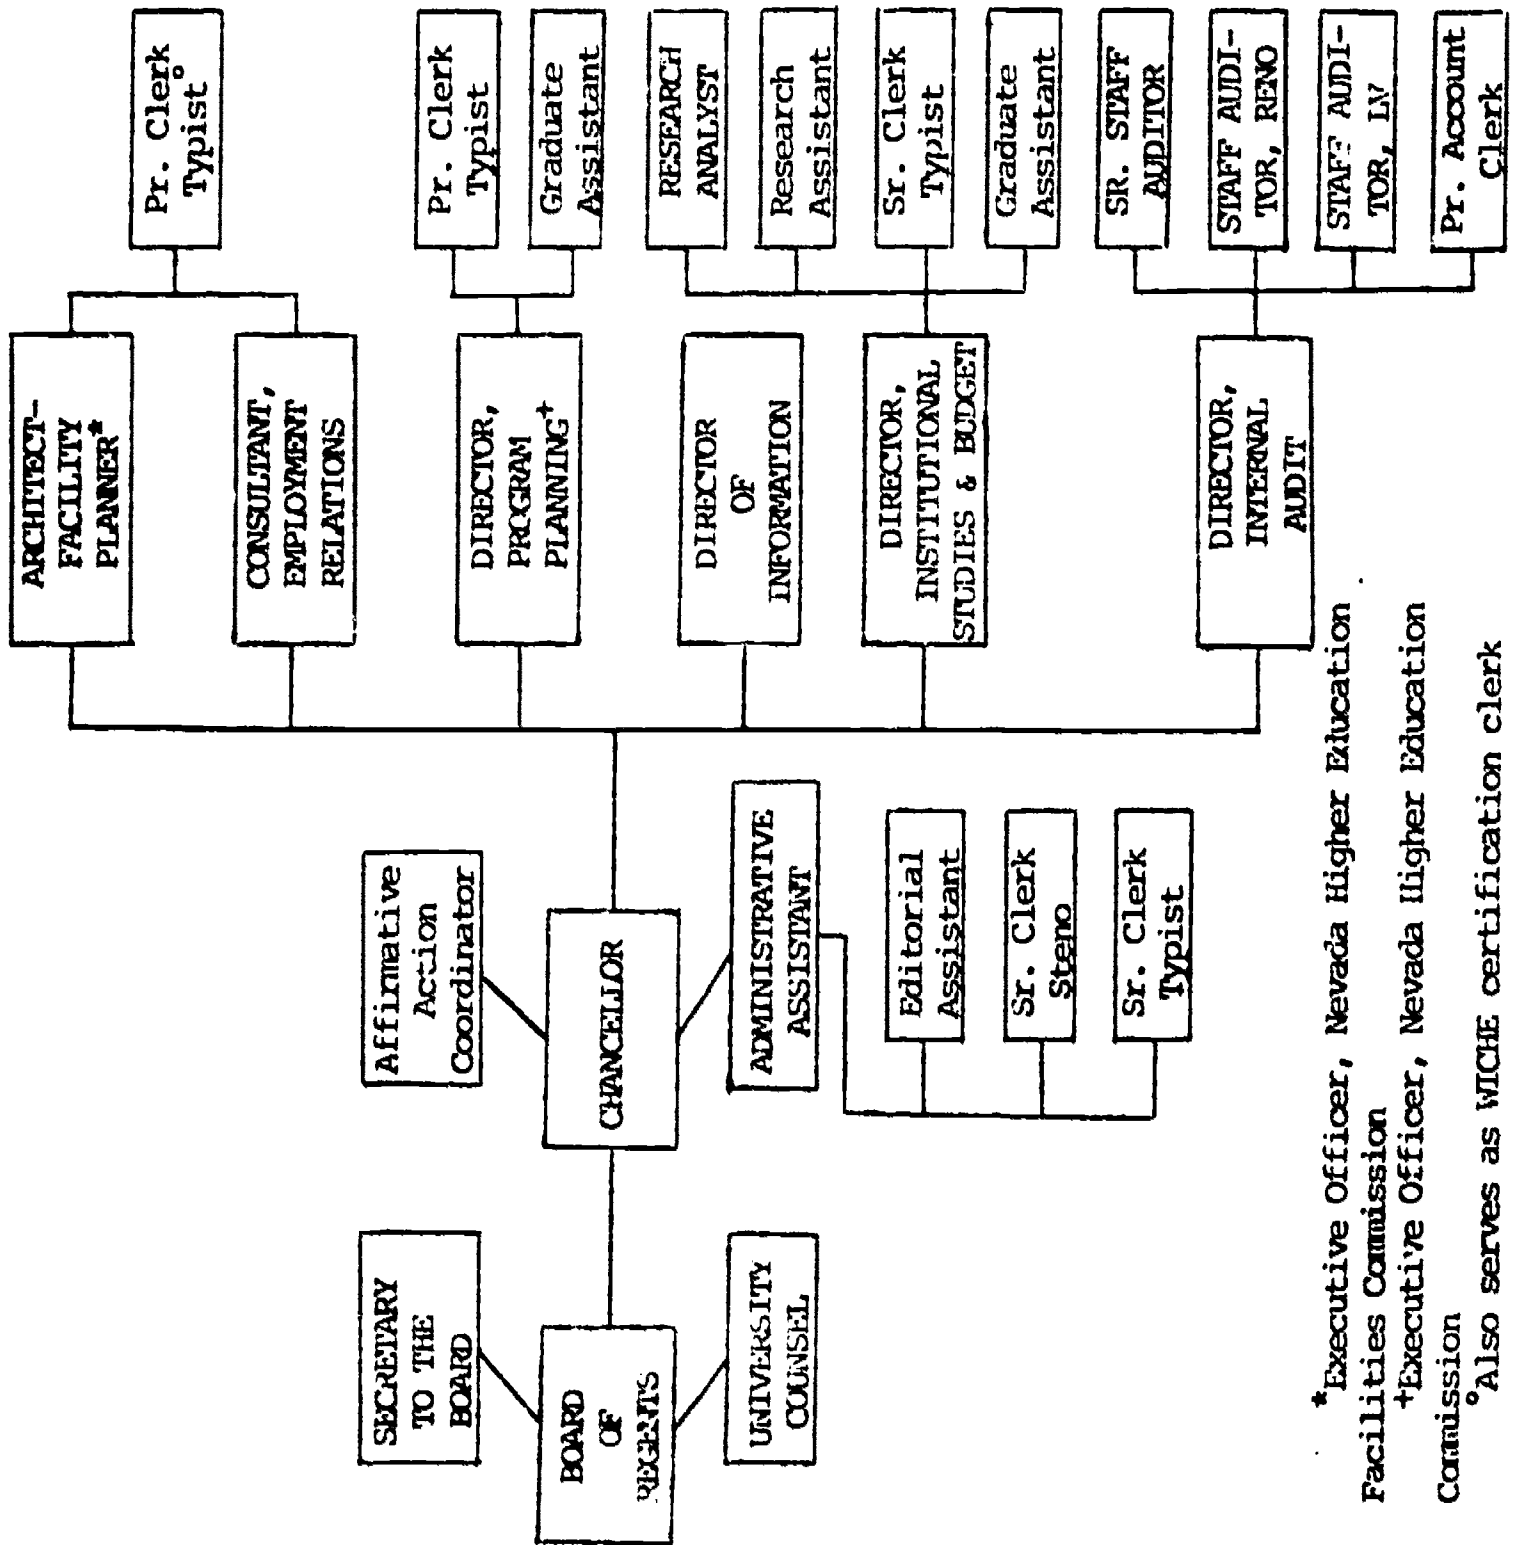 SECRETARY
TO THE
BOARD
BOARD
OF
REGENTS
UNIVERSITY
COUNSEL
Affirmative
Action
Coordinator
CHANCELLOR
ADMINISTRATIVE
ASSISTANT
Editorial
Assistant
Sr. Clerk
Steno
Sr. Clerk
Typist
ARCHITECT-
FACILITY
PLANNER*
CONSULTANT,
EMPLOYMENT
RELATIONS
Pr. Clerk
Typist°
DIRECTOR,
PROGRAM
PLANNING+
Pr. Clerk
Typist
Graduate
Assistant
DIRECTOR
OF
INFORMATION
DIRECTOR,
INSTITUTIONAL
STUDIES & BUDGET
RESEARCH
ANALYST
Research
Assistant
Sr. Clerk
Typist
Graduate
Assistant
DIRECTOR,
INTERNAL
AUDIT
SR. STAFF
AUDITOR
STAFF AUDI-
TOR, RENO
STAFF AUDI-
TOR, LV
Pr. Account
Clerk
*Executive Officer, Nevada Higher Education
Facilities Commission
+Executive Officer, Nevada Higher Education
Commission
°Also serves as WICHE certification clerk